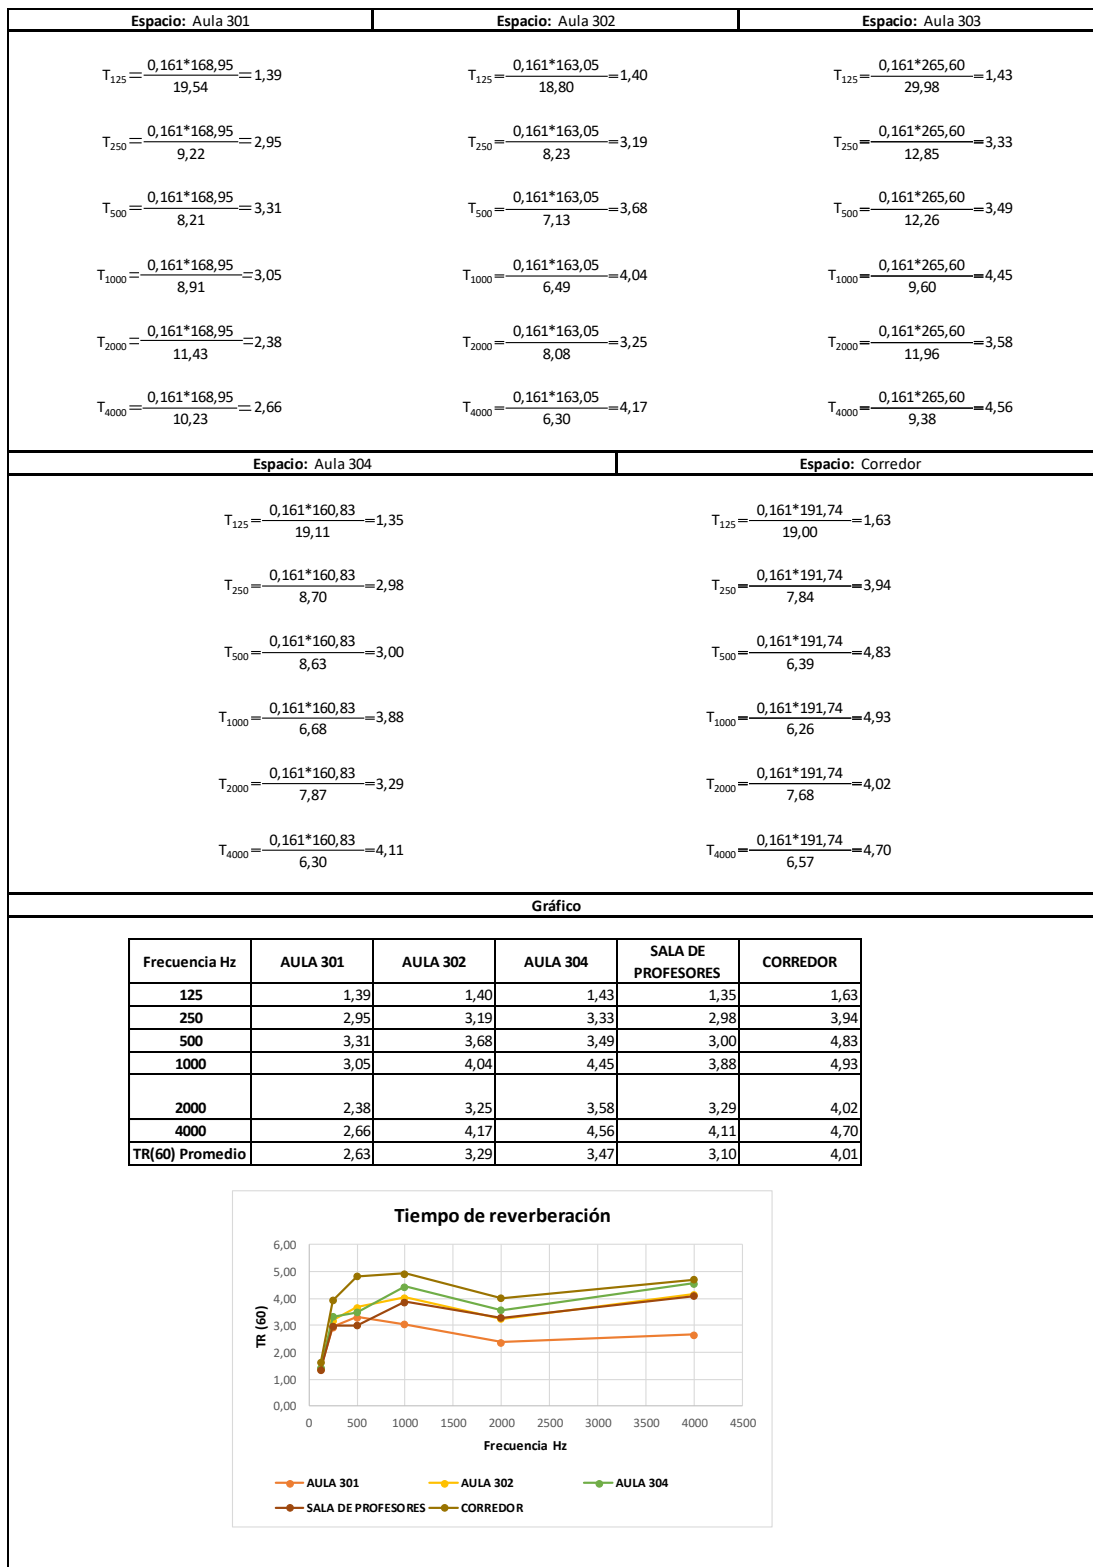 Espacio: Aula 301 Espacio: Aula 302 Espacio: Aula 303
T125=0,161*168,95/19,54=1,39 T125=0,161*163,05/18,80=1,40 T125=0,161*265,60/29,98=1,43
T250=0,161*168,95/9,22=2,95 T250=0,161*163,05/8,23=3,19 T250=0,161*265,60/12,85=3,33
T500=0,161*168,95/8,21=3,31 T500=0,161*163,05/7,13=3,68 T500=0,161*265,60/12,26=3,49
T1000=0,161*168,95/8,91=3,05 T1000=0,161*163,05/6,49=4,04 T1000=0,161*265,60/9,60=4,45
T2000=0,161*168,95/11,43=2,38 T2000=0,161*163,05/8,08=3,25 T2000=0,161*265,60/11,96=3,58
T4000=0,161*168,95/10,23=2,66 T4000=0,161*163,05/6,30=4,17 T4000=0,161*265,60/9,38=4,56
Espacio: Aula 304 Espacio: Corredor
T125=0,161*160,83/19,11=1,35 T125=0,161*191,74/19,00=1,63
T250=0,161*160,83/8,70=2,98 T250=0,161*191,74/7,84=3,94
T500=0,161*160,83/8,63=3,00 T500=0,161*191,74/6,39=4,83
T1000=0,161*160,83/6,68=3,88 T1000=0,161*191,74/6,26=4,93
T2000=0,161*160,83/7,87=3,29 T2000=0,161*191,74/7,68=4,02
T4000=0,161*160,83/6,30=4,11 T4000=0,161*191,74/6,57=4,70
Gráfico
Frecuencia Hz AULA 301 AULA 302 AULA 304 SALA DE PROFESORES CORREDOR
125 1,39 1,40 1,43 1,35 1,63
250 2,95 3,19 3,33 2,98 3,94
500 3,31 3,68 3,49 3,00 4,83
1000 3,05 4,04 4,45 3,88 4,93
2000 2,38 3,25 3,58 3,29 4,02
4000 2,66 4,17 4,56 4,11 4,70
TR(60) Promedio 2,63 3,29 3,47 3,10 4,01
Tiempo de reverberación
6,00
5,00
4,00
3,00
2,00
1,00
0,00
TR (60)
0 500 1000 1500 2000 2500 3000 3500 4000 4500
Frecuencia Hz
AULA 301 AULA 302 AULA 304
SALA DE PROFESORES CORREDOR